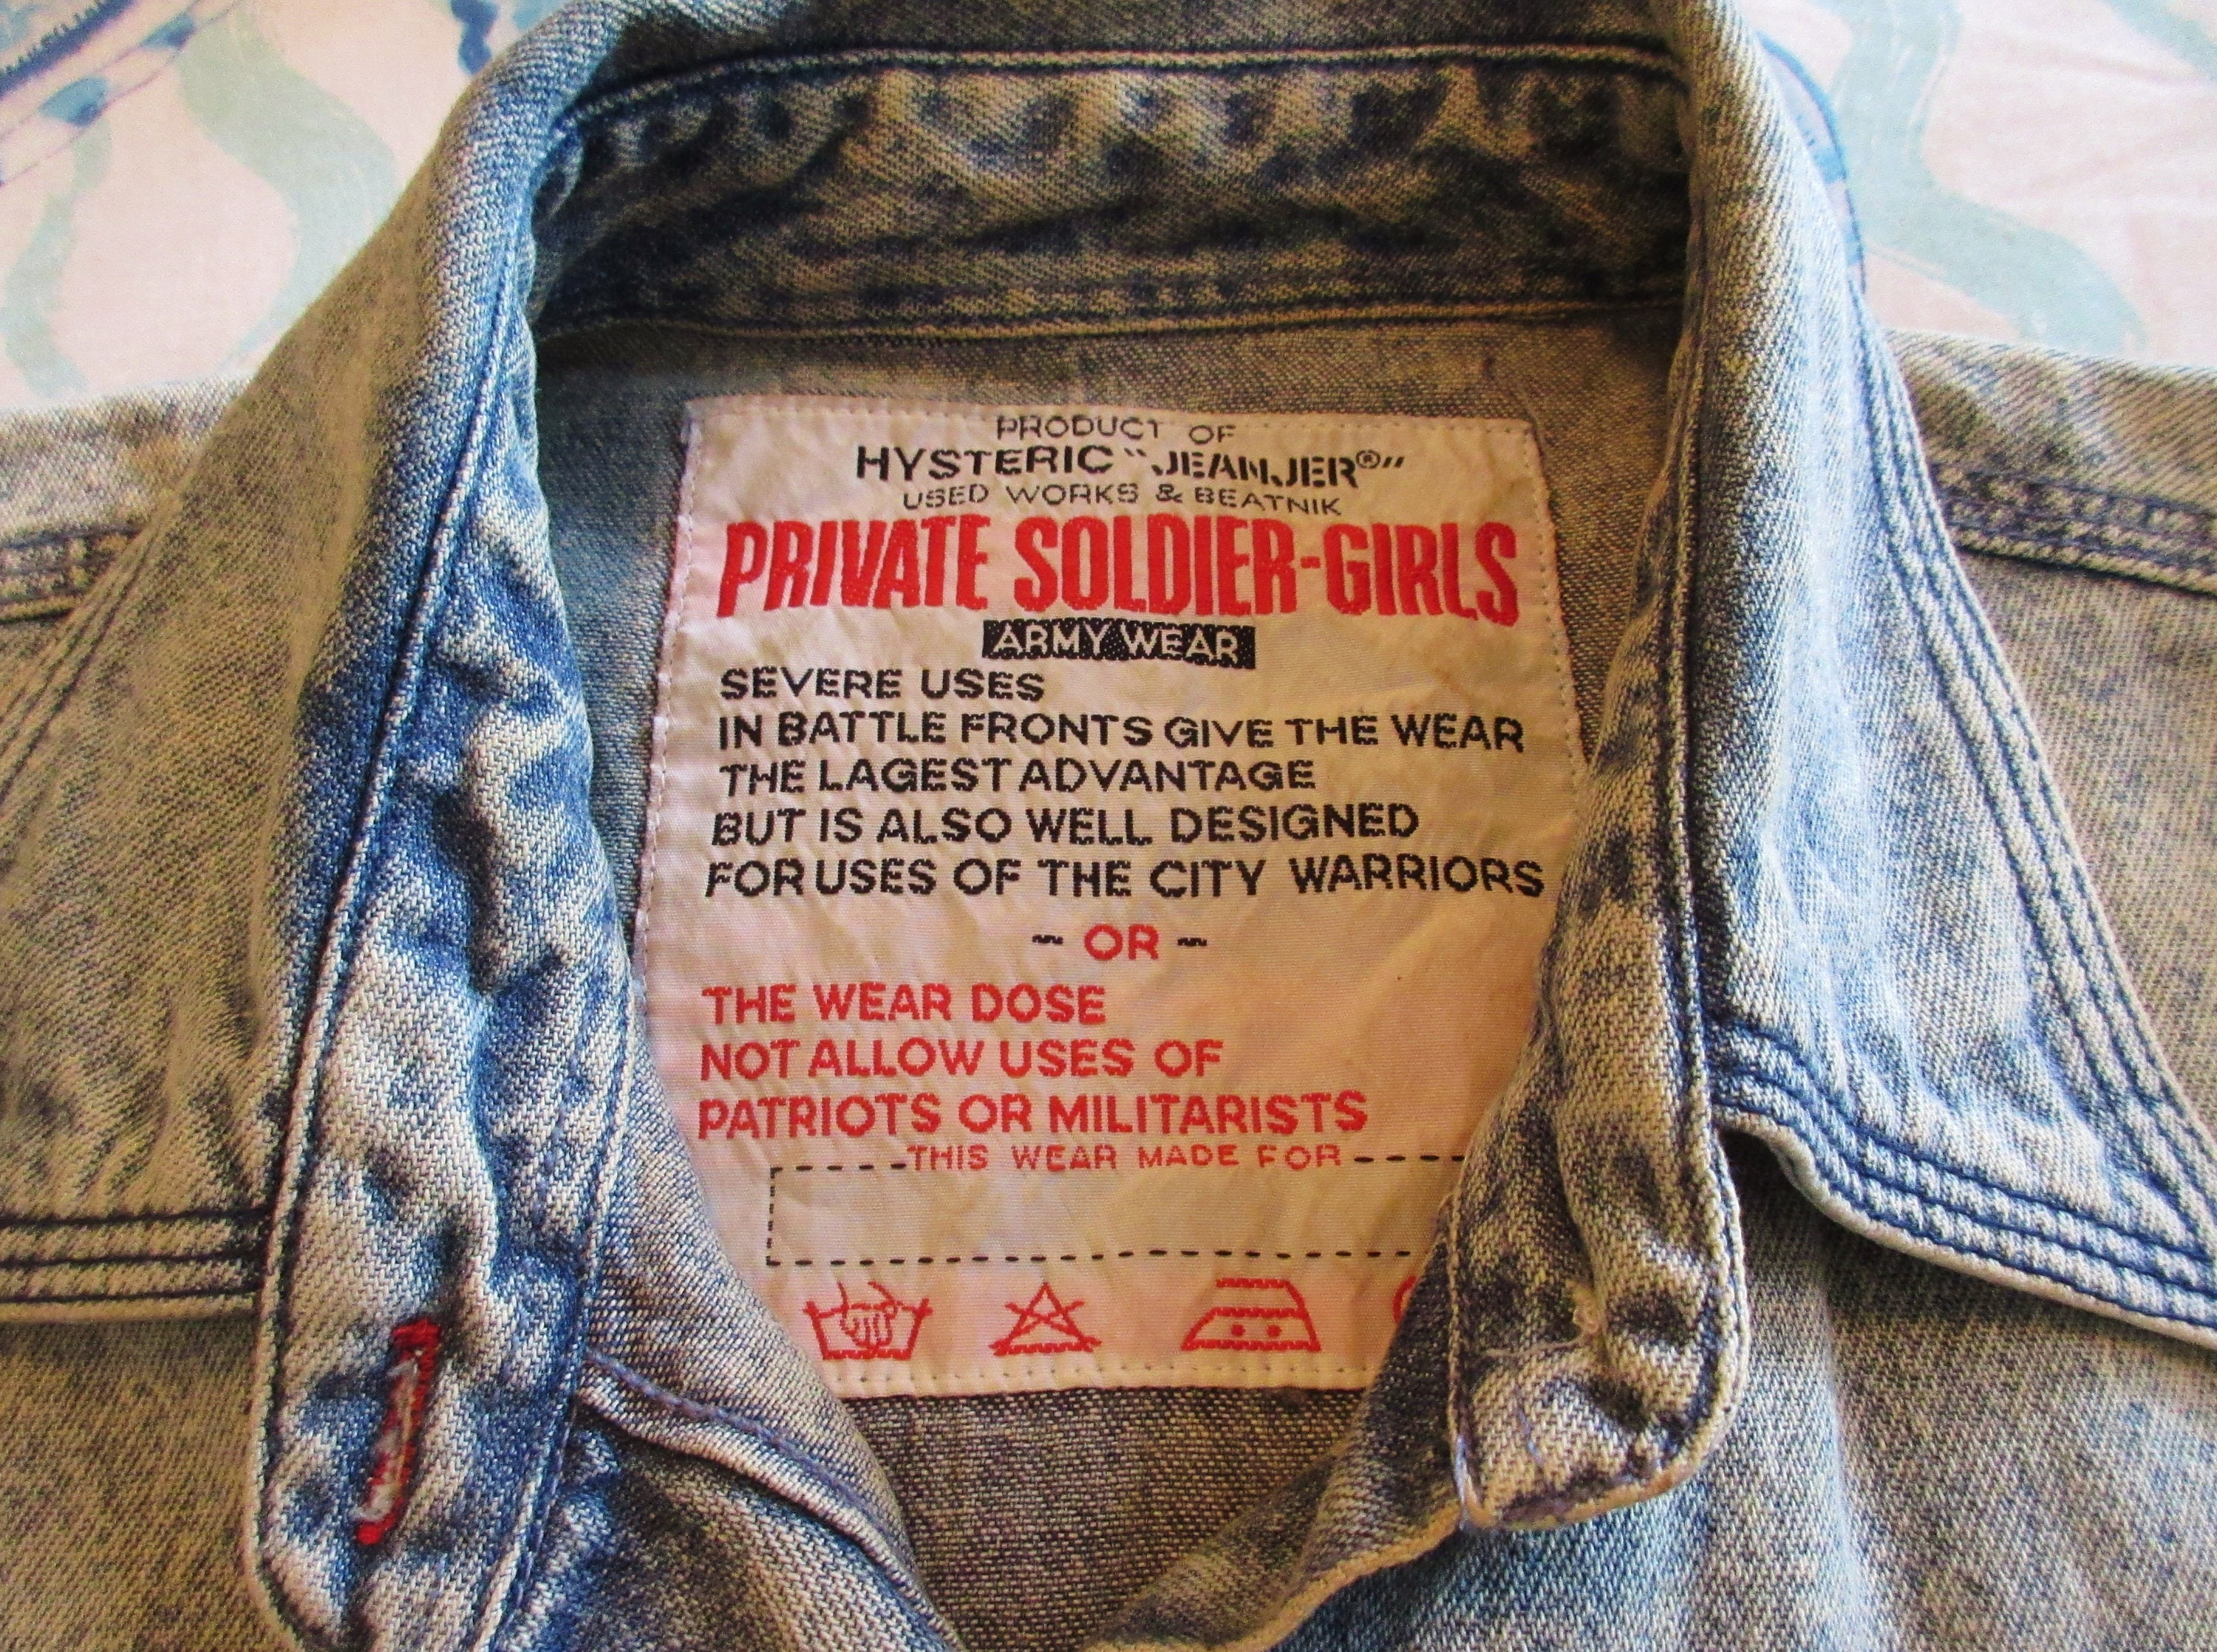 PRODUCT OF
HYSTERIC "JEANJER®"
USED WORKS & BEATNIK
PRIVATE SOLDIER-GIRLS
ARMY WEAR
SEVERE USES
IN BATTLE FRONTS GIVE THE WEAR
THE LAGEST ADVANTAGE
BUT IS ALSO WELL DESIGNED
FOR USES OF THE CITY WARRIORS
- OR -
THE WEAR DOSE
NOT ALLOW USES OF
PATRIOTS OR MILITARISTS
THIS WEAR MADE FOR